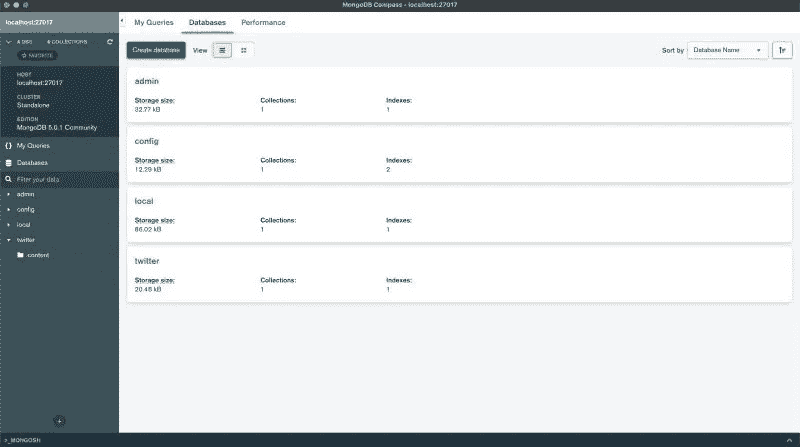 MongoDB Compass - localhost:27017
localhost:27017
4 DBS 4 COLLECTIONS
FAVORITE
HOST
localhost:27017
CLUSTER
Standalone
EDITION
MongoDB 5.0.1 Community
{} My Queries
Databases
Filter your data
admin
config
local
twitter
content
>_MONGOSH
My Queries Databases Performance
Create database View Sort by Database Name
admin
Storage size: Collections: Indexes:
32.77 kB 1 1
config
Storage size: Collections: Indexes:
12.29 kB 1 2
local
Storage size: Collections: Indexes:
1 1
twitter
Storage size: Collections: Indexes:
20.48 kB 1 1